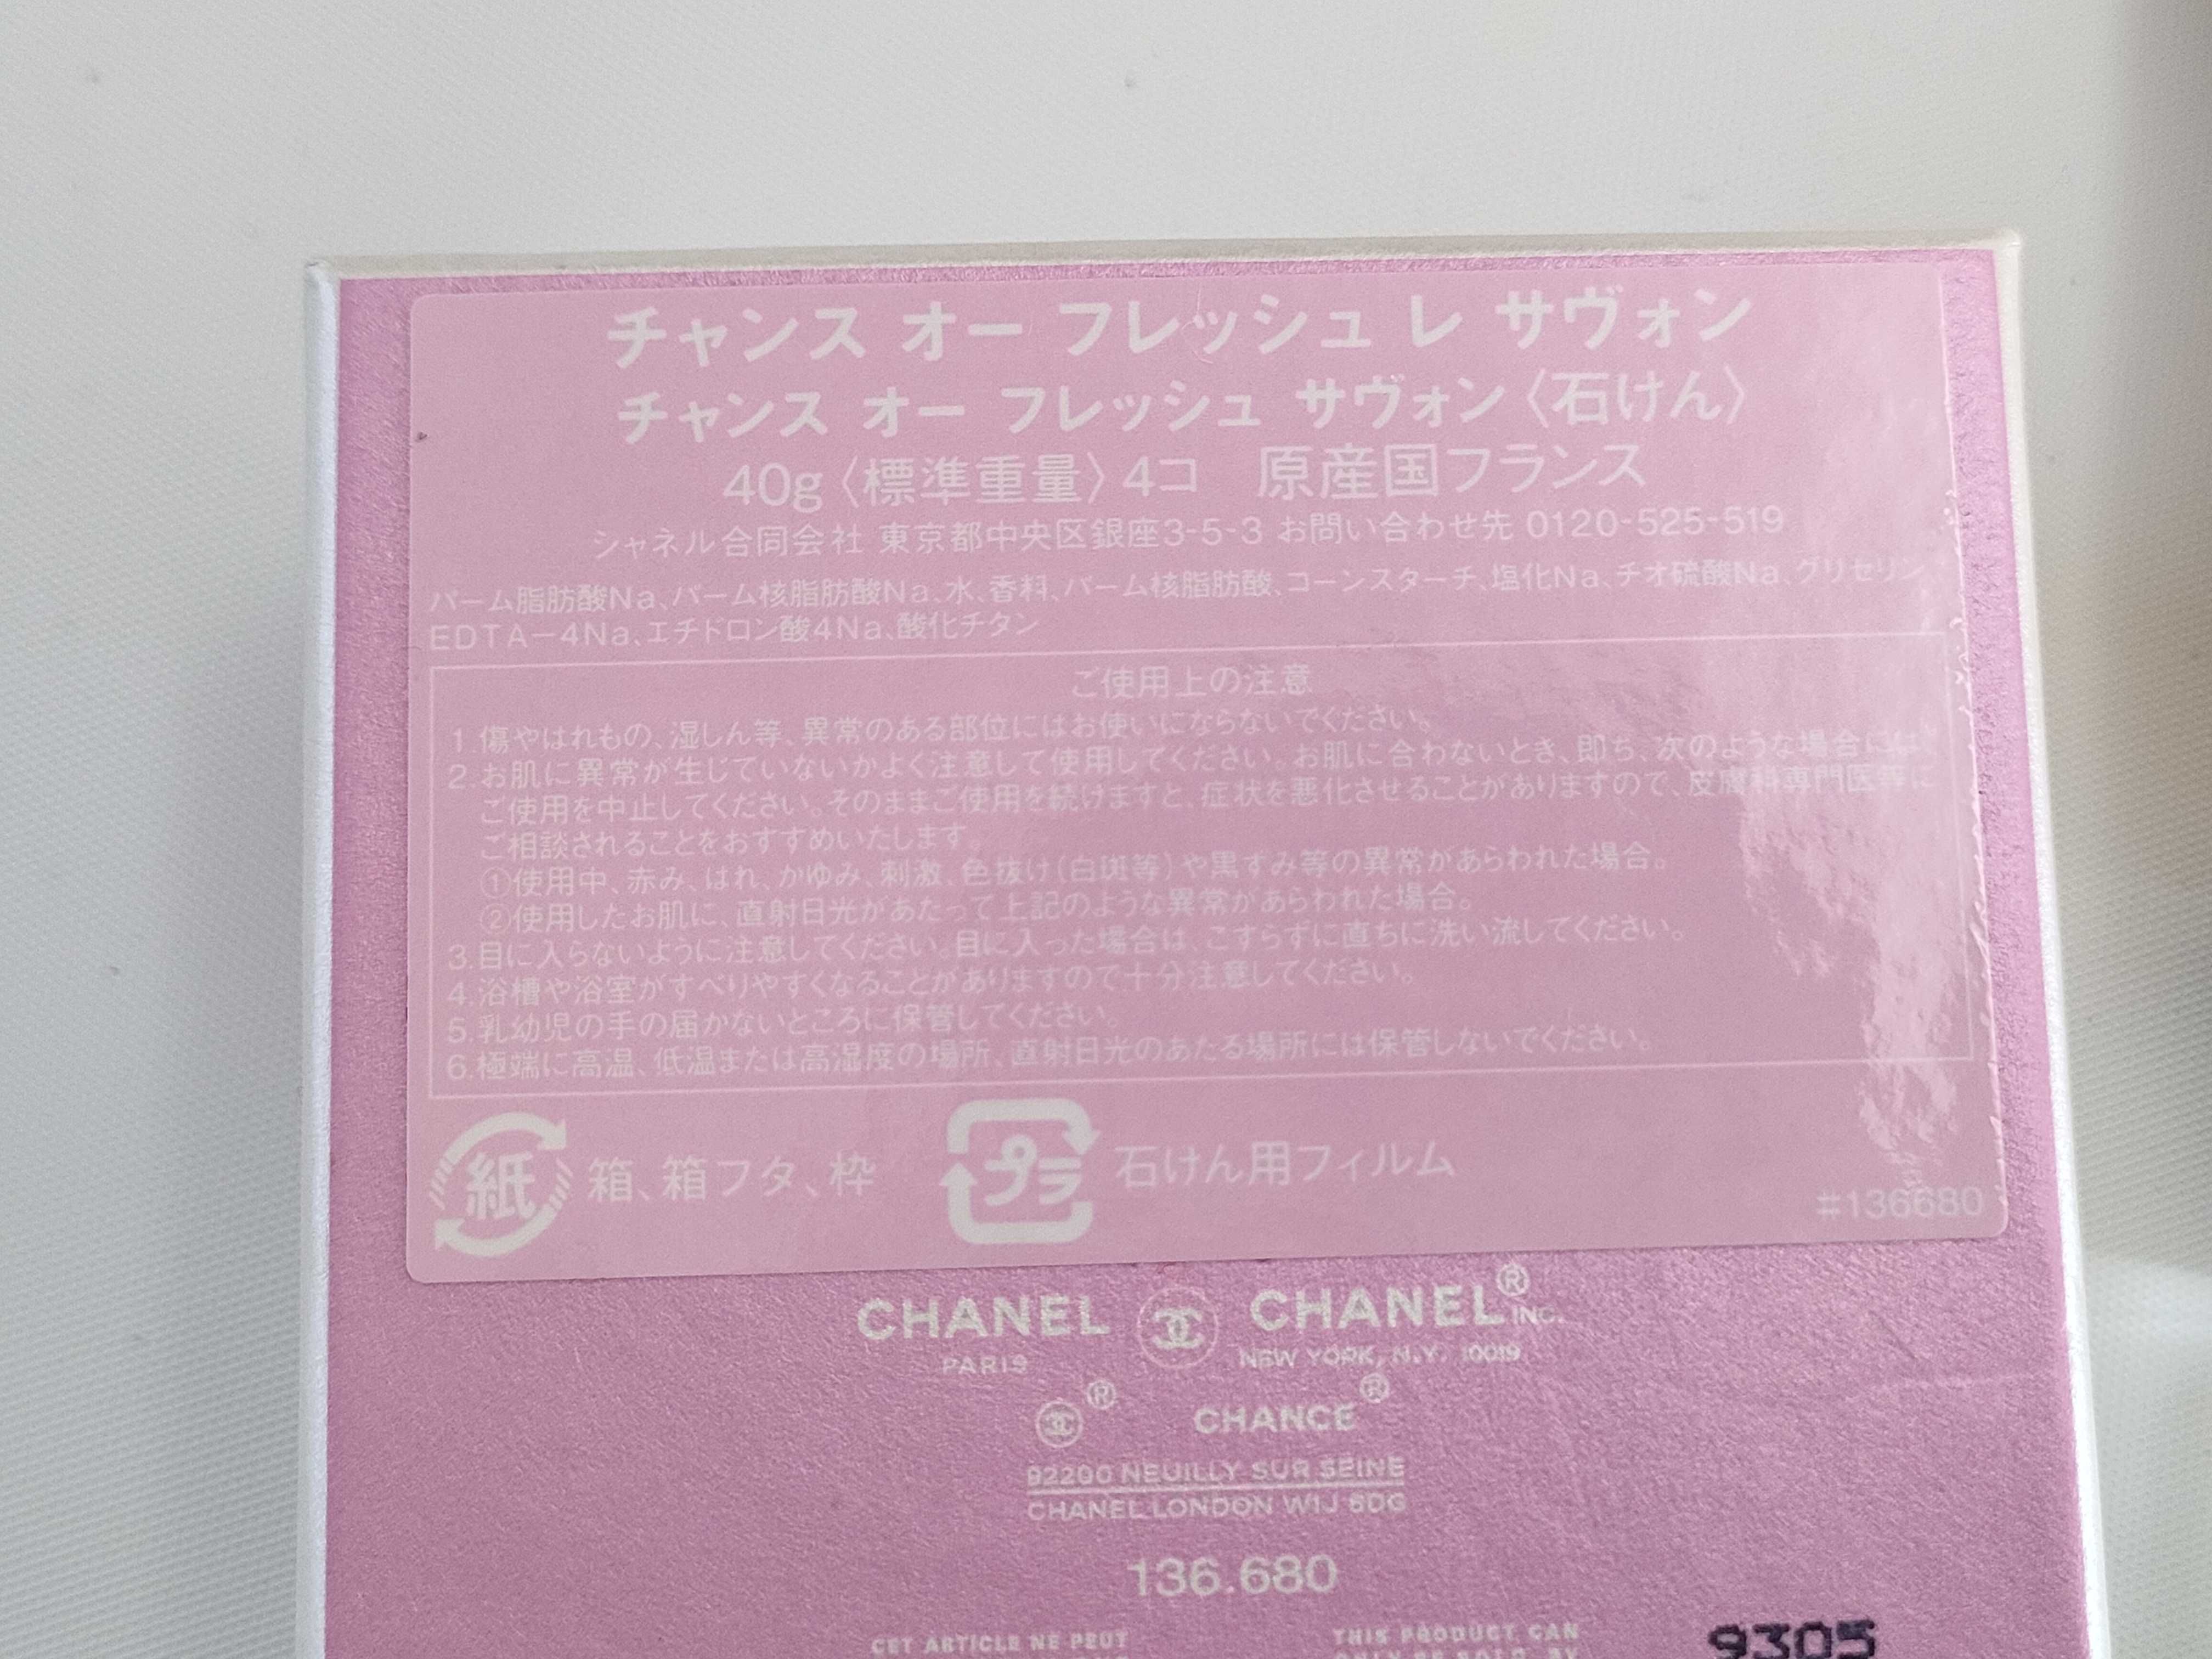 チャンス オー フレッシュ レ サヴォン
チャンス オー フレッシュ サヴォン〈石けん〉
40g〈標準重量〉4コ 原産国フランス
シャネル合同会社 東京都中央区銀座3-5-3 お問い合わせ先 0120-525-519
パーム脂肪酸Na、パーム核脂肪酸Na、水、香料、パーム核脂肪酸、コーンスターチ、塩化Na、チオ硫酸Na、グリセリン、
EDTA－4Na、エチドロン酸4Na、酸化チタン
ご使用上の注意
1.傷やはれもの、湿しん等、異常のある部位にはお使いにならないでください。
2.お肌に異常が生じていないかよく注意して使用してください。お肌に合わないとき、即ち、次のような場合には、
ご使用を中止してください。そのままご使用を続けますと、症状を悪化させることがありますので、皮膚科専門医等に
ご相談されることをおすすめいたします。
①使用中、赤み、はれ、かゆみ、刺激、色抜け(白斑等)や黒ずみ等の異常があらわれた場合。
②使用したお肌に、直射日光があたって上記のような異常があらわれた場合。
3.目に入らないように注意してください。目に入った場合は、こすらずに直ちに洗い流してください。
4.浴槽や浴室がすべりやすくなることがありますので十分注意してください。
5.乳幼児の手の届かないところに保管してください。
6.極端に高温、低温または高湿度の場所、直射日光のあたる場所には保管しないでください。
紙 箱、箱フタ、枠 プラ 石けん用フィルム
#136680
CHANEL CHANEL® INC.
PARIS NEW YORK, N.Y. 10019
® CHANCE®
92200 NEUILLY SUR SEINE
CHANEL LONDON W1J 6DG
136.680
CET ARTICLE NE PEUT THIS PRODUCT CAN
9305